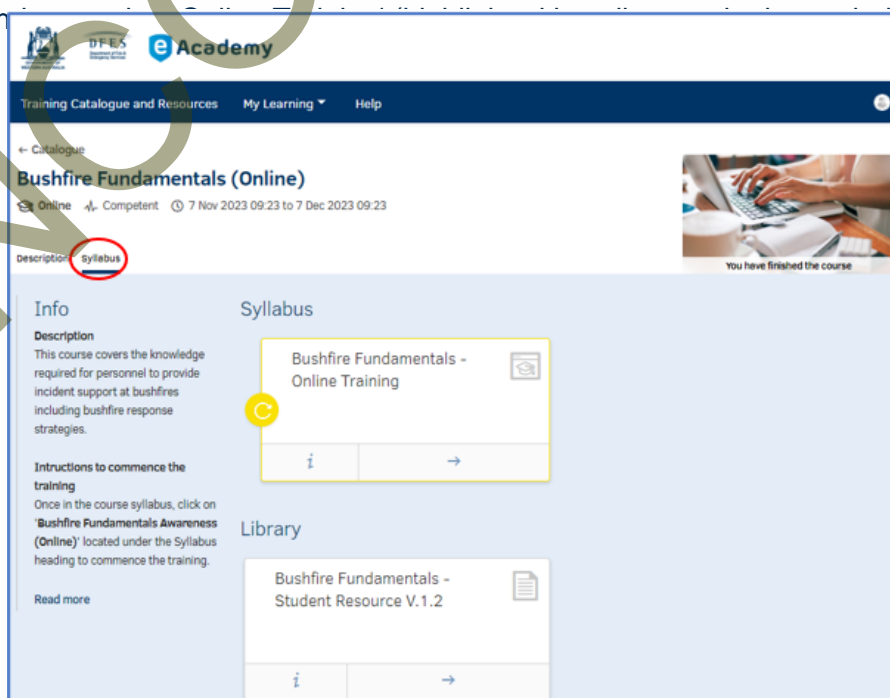 DFES
e Academy
Training Catalogue and Resources My Learning Help
← Catalogue
Bushfire Fundamentals (Online)
Online Competent 7 Nov 2023 09:23 to 7 Dec 2023 09:23
Description Syllabus
You have finished the course
Info
Description
This course covers the knowledge
required for personnel to provide
incident support at bushfires
including bushfire response
strategies.
Intructions to commence the
training
Once in the course syllabus, click on
'Bushfire Fundamentals Awareness
(Online)' located under the Syllabus
heading to commence the training.
Read more
Syllabus
Bushfire Fundamentals -
Online Training
i →
Library
Bushfire Fundamentals -
Student Resource V.1.2
i →